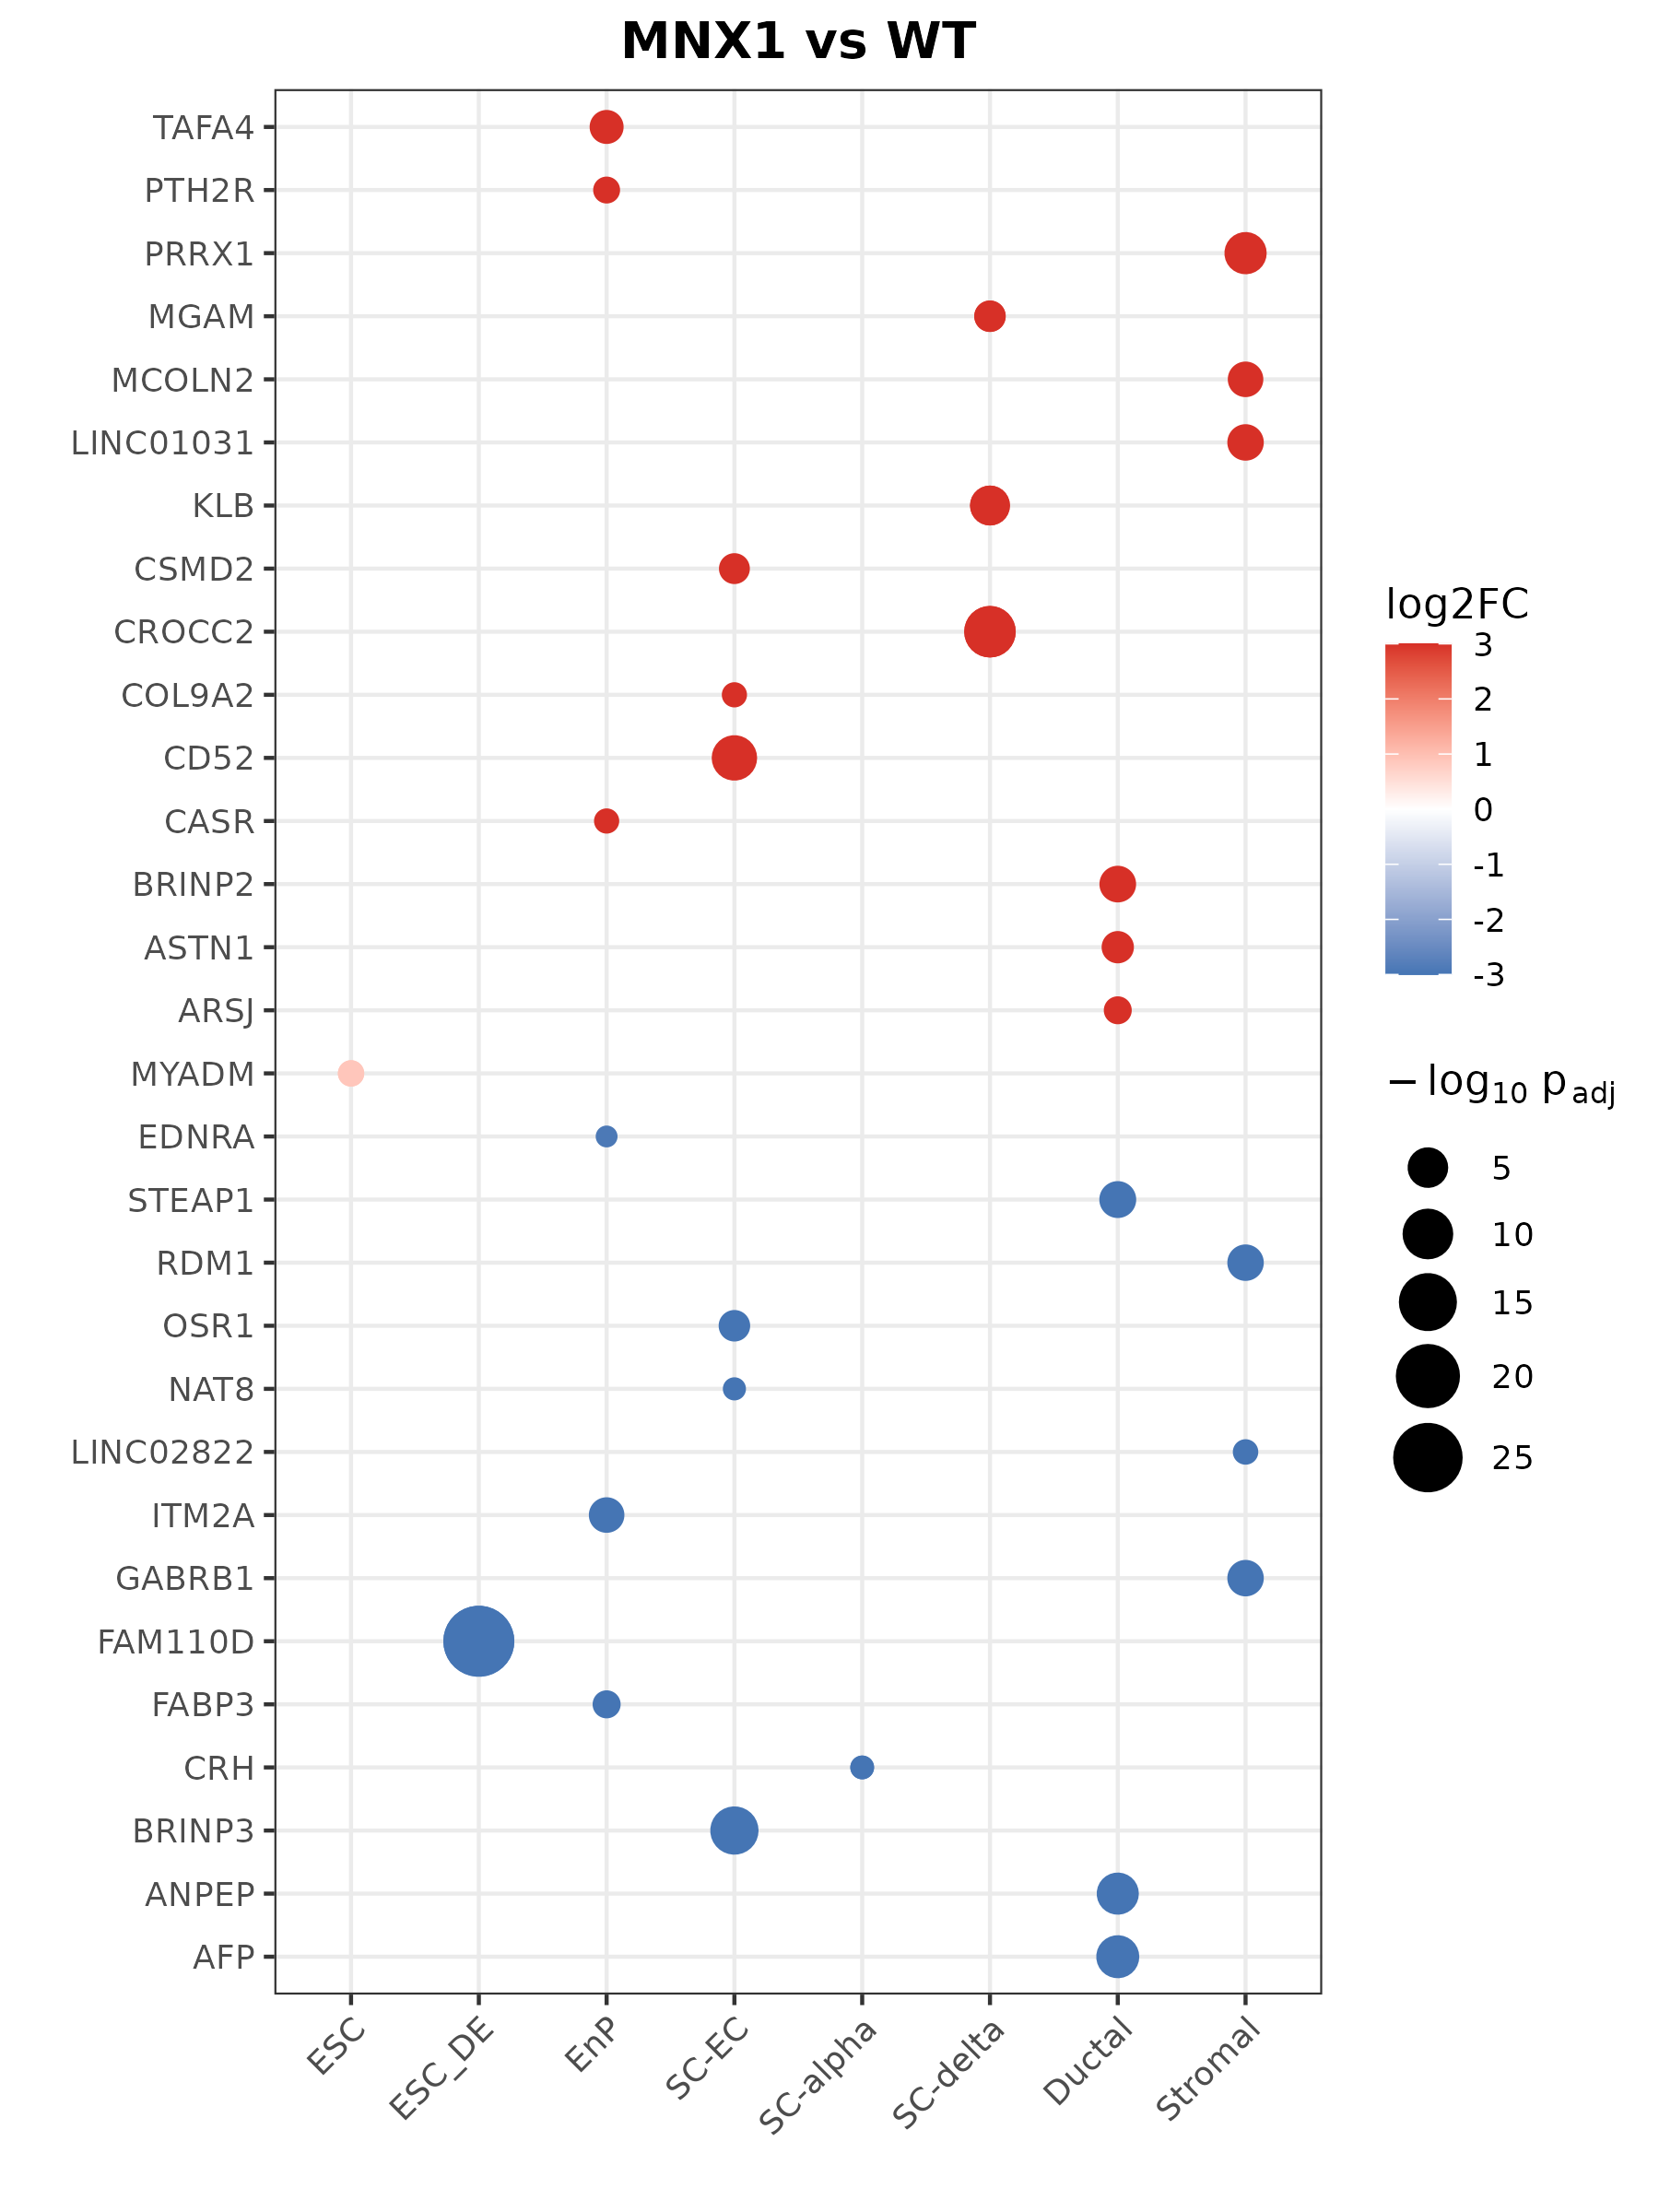 MNX1 vs WT
TAFA4
PTH2R
PRRX1
MGAM
MCOLN2
LINC01031
KLB
CSMD2
CROCC2
COL9A2
CD52
CASR
BRINP2
ASTN1
ARSJ
MYADM
EDNRA
STEAP1
RDM1
OSR1
NAT8
LINC02822
ITM2A
GABRB1
FAM110D
FABP3
CRH
BRINP3
ANPEP
AFP
ESC
ESC_DE
EnP
SC-EC
SC-alpha
SC-delta
Ductal
Stromal
log2FC
3
2
1
0
-1
-2
-3
− log10 p adj
5
10
15
20
25